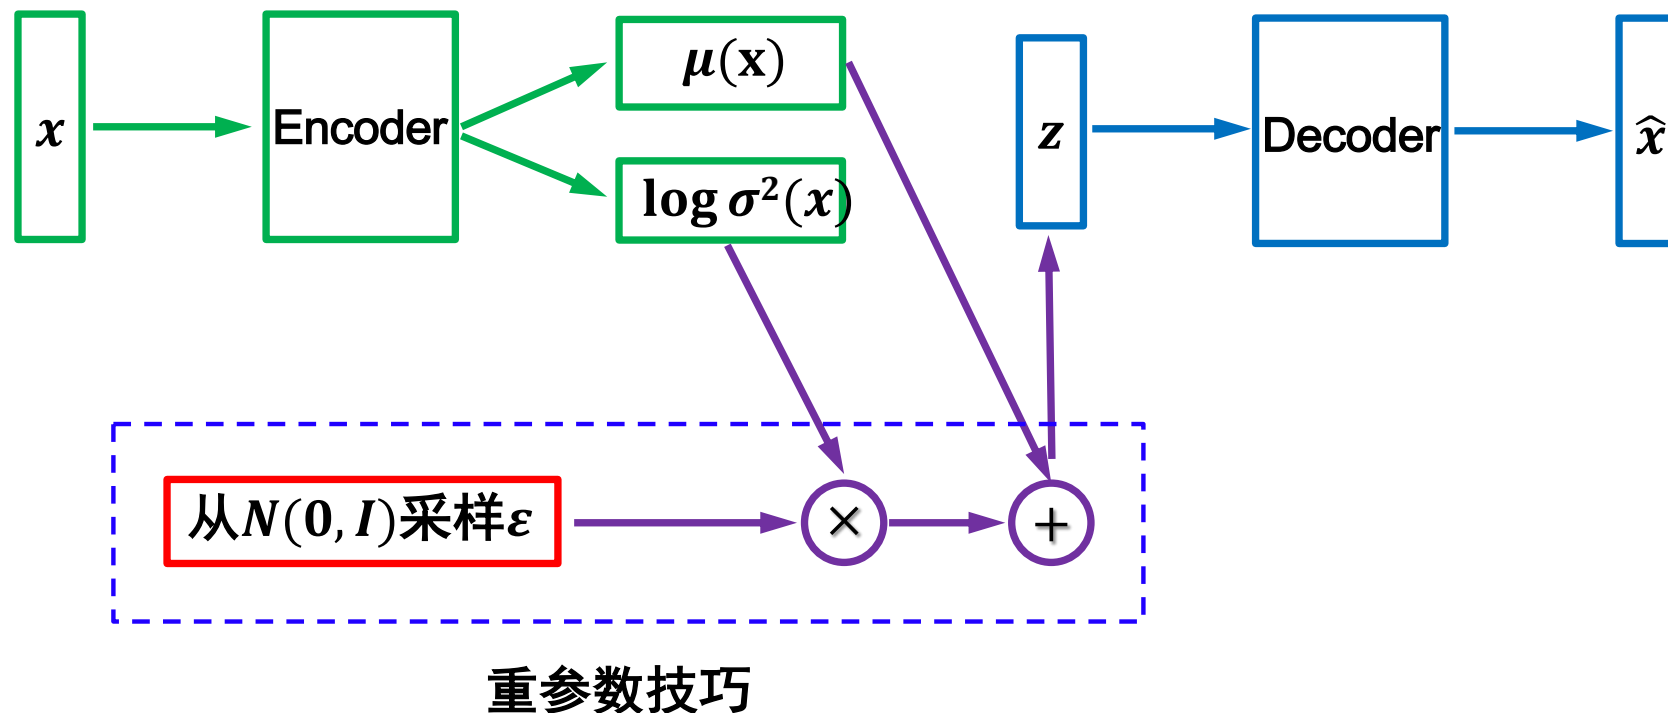 x
Encoder
μ(x)
log σ²(x)
z
Decoder
x̂
从N(0, I)采样ε
×
+
重参数技巧